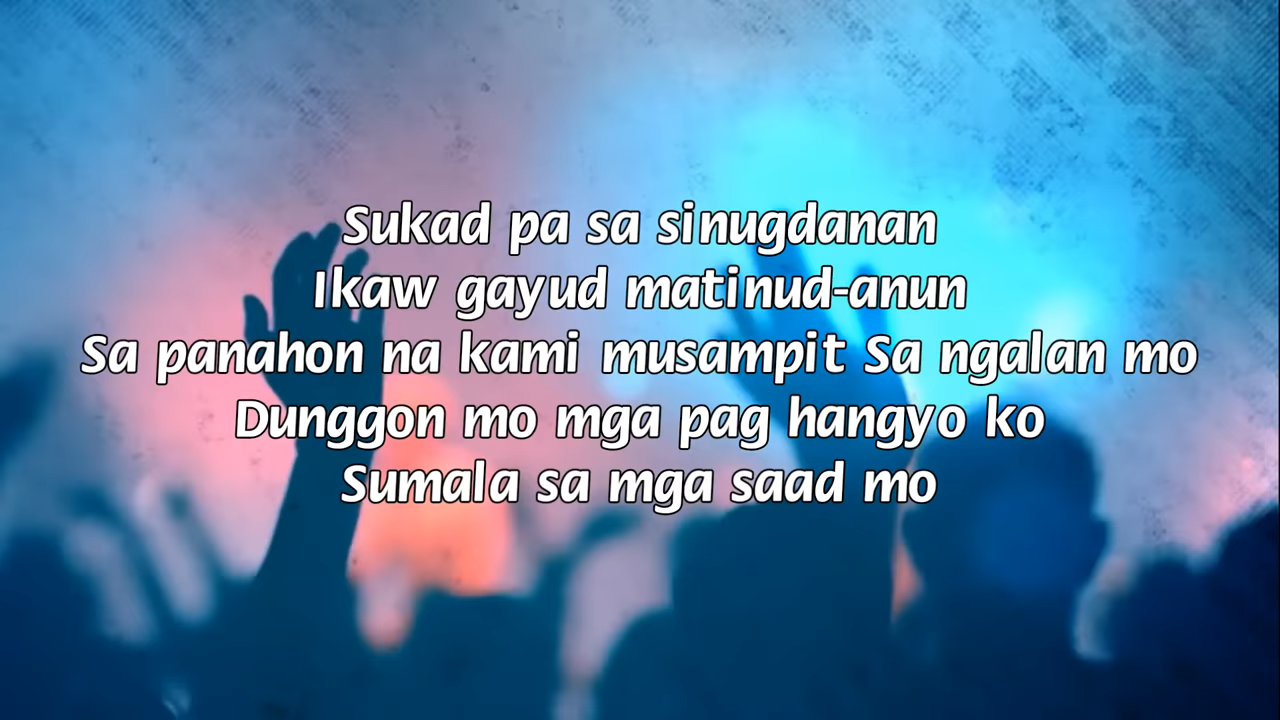 Sukad pa sa sinugdanan
Ikaw gayud matinud-anun
Sa panahon na kami musampit Sa ngalan mo
Dunggon mo mga pag hangyo ko
Sumala sa mga saad mo